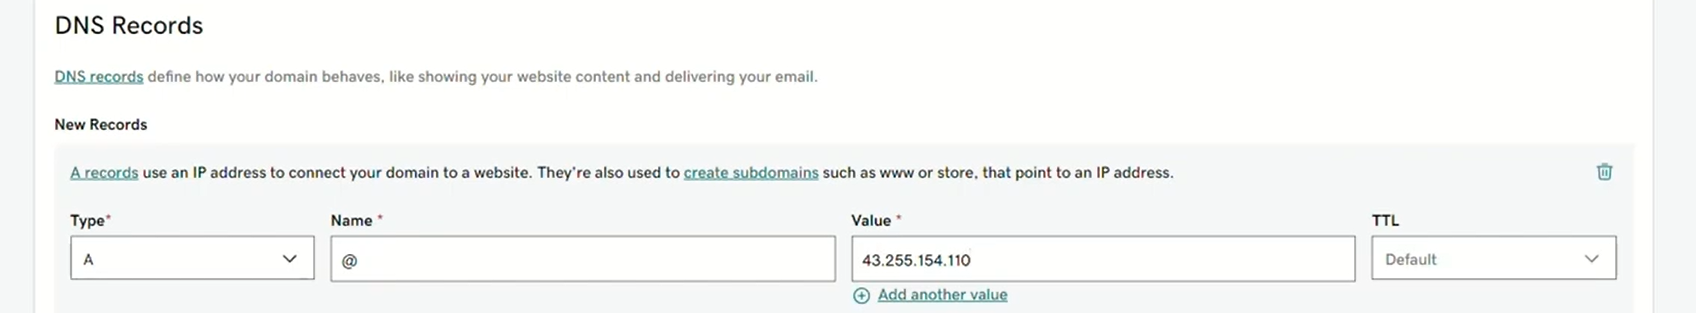 DNS Records
DNS records define how your domain behaves, like showing your website content and delivering your email.
New Records
A records use an IP address to connect your domain to a website. They're also used to create subdomains such as www or store, that point to an IP address.
Type* Name * Value * TTL
A @ 43.255.154.110 Default
Add another value